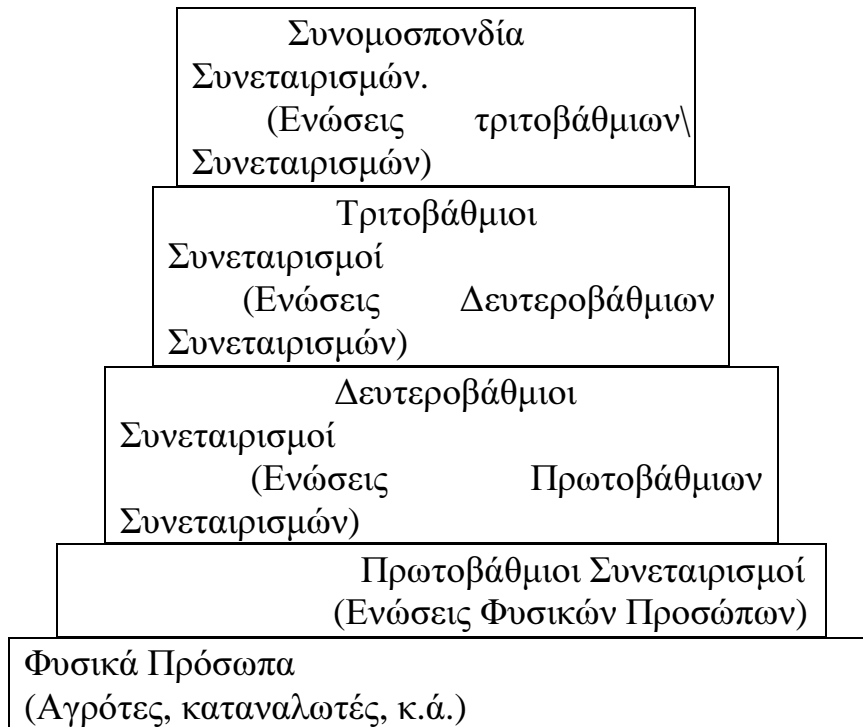 Συνομοσπονδία
Συνεταιρισμών.
(Ενώσεις τριτοβάθμιων\
Συνεταιρισμών)
Τριτοβάθμιοι
Συνεταιρισμοί
(Ενώσεις Δευτεροβάθμιων
Συνεταιρισμών)
Δευτεροβάθμιοι
Συνεταιρισμοί
(Ενώσεις Πρωτοβάθμιων
Συνεταιρισμών)
Πρωτοβάθμιοι Συνεταιρισμοί
(Ενώσεις Φυσικών Προσώπων)
Φυσικά Πρόσωπα
(Αγρότες, καταναλωτές, κ.ά.)